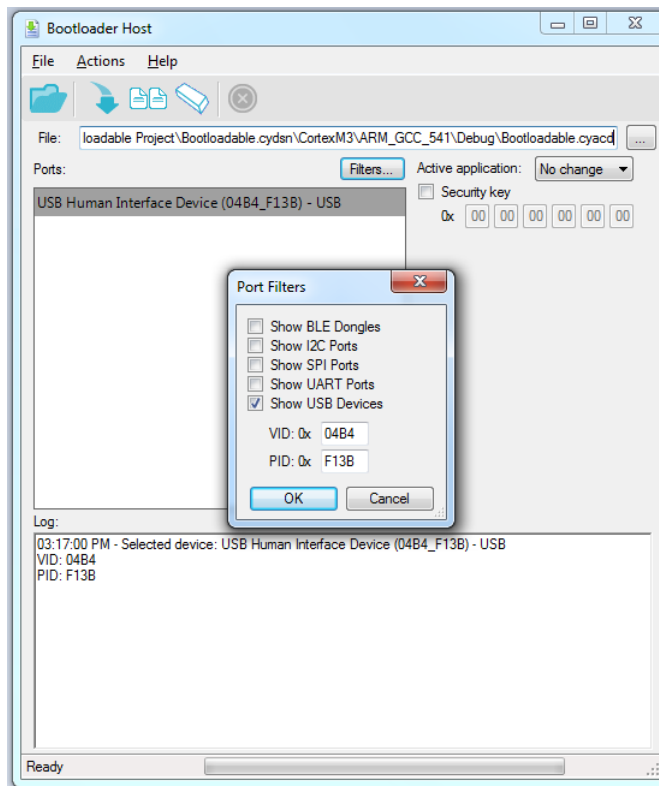 Bootloader Host
File Actions Help
File: loadable Project\Bootloadable.cydsn\CortexM3\ARM_GCC_541\Debug\Bootloadable.cyacd ...
Ports: Filters... Active application: No change
Security key
0x 00 00 00 00 00 00
USB Human Interface Device (04B4_F13B) - USB
Port Filters
Show BLE Dongles
Show I2C Ports
Show SPI Ports
Show UART Ports
Show USB Devices
VID: 0x 04B4
PID: 0x F13B
OK Cancel
Log:
03:17:00 PM - Selected device: USB Human Interface Device (04B4_F13B) - USB
VID: 04B4
PID: F13B
Ready